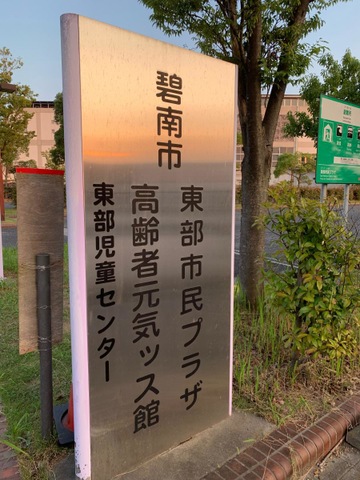 碧南市
東部市民プラザ
高齢者元気ッス館
東部児童センター